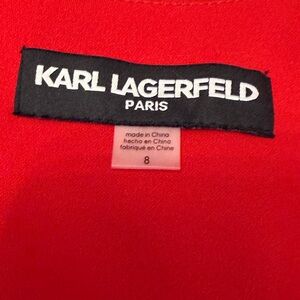 KARL LAGERFELD
PARIS
made in China
hecho en China
fabriqué en Chine
8